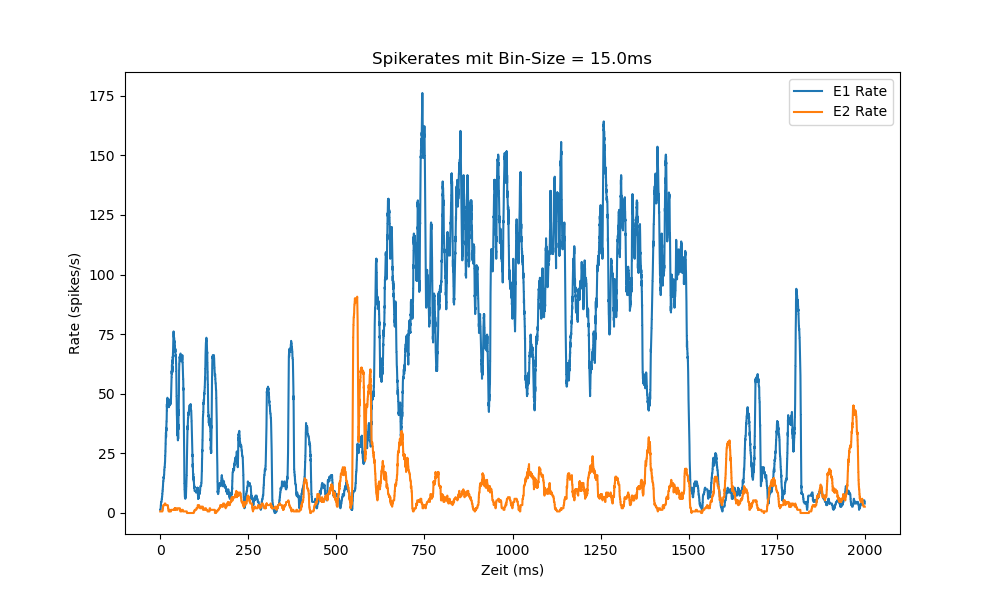 Spikerates mit Bin-Size = 15.0ms
E1 Rate
E2 Rate
175
150
125
100
75
50
25
0
Rate (spikes/s)
0 250 500 750 1000 1250 1500 1750 2000
Zeit (ms)